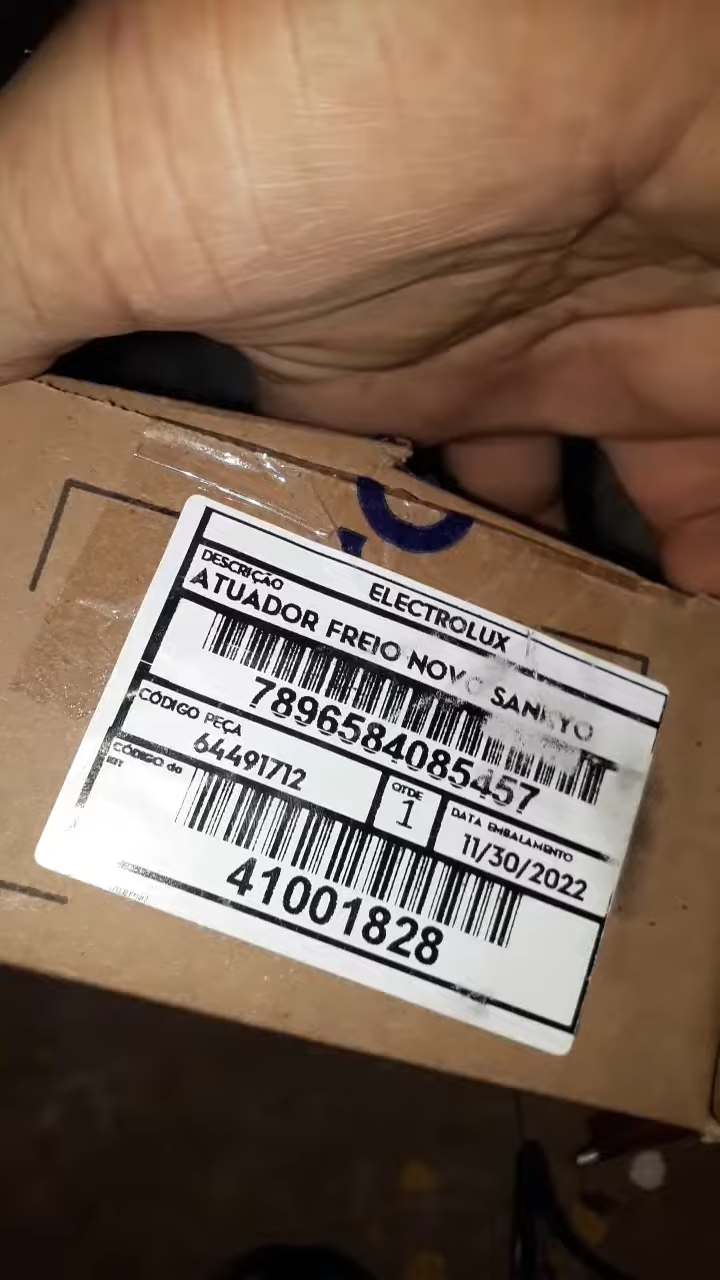 ELECTROLUX
DESCRIÇÃO
ATUADOR FREIO NOVO SANKYO
7896584085457
CÓDIGO PEÇA
64491712
QTDE
1
DATA EMBALAMENTO
11/30/2022
CÓDIGO do
KIT
41001828